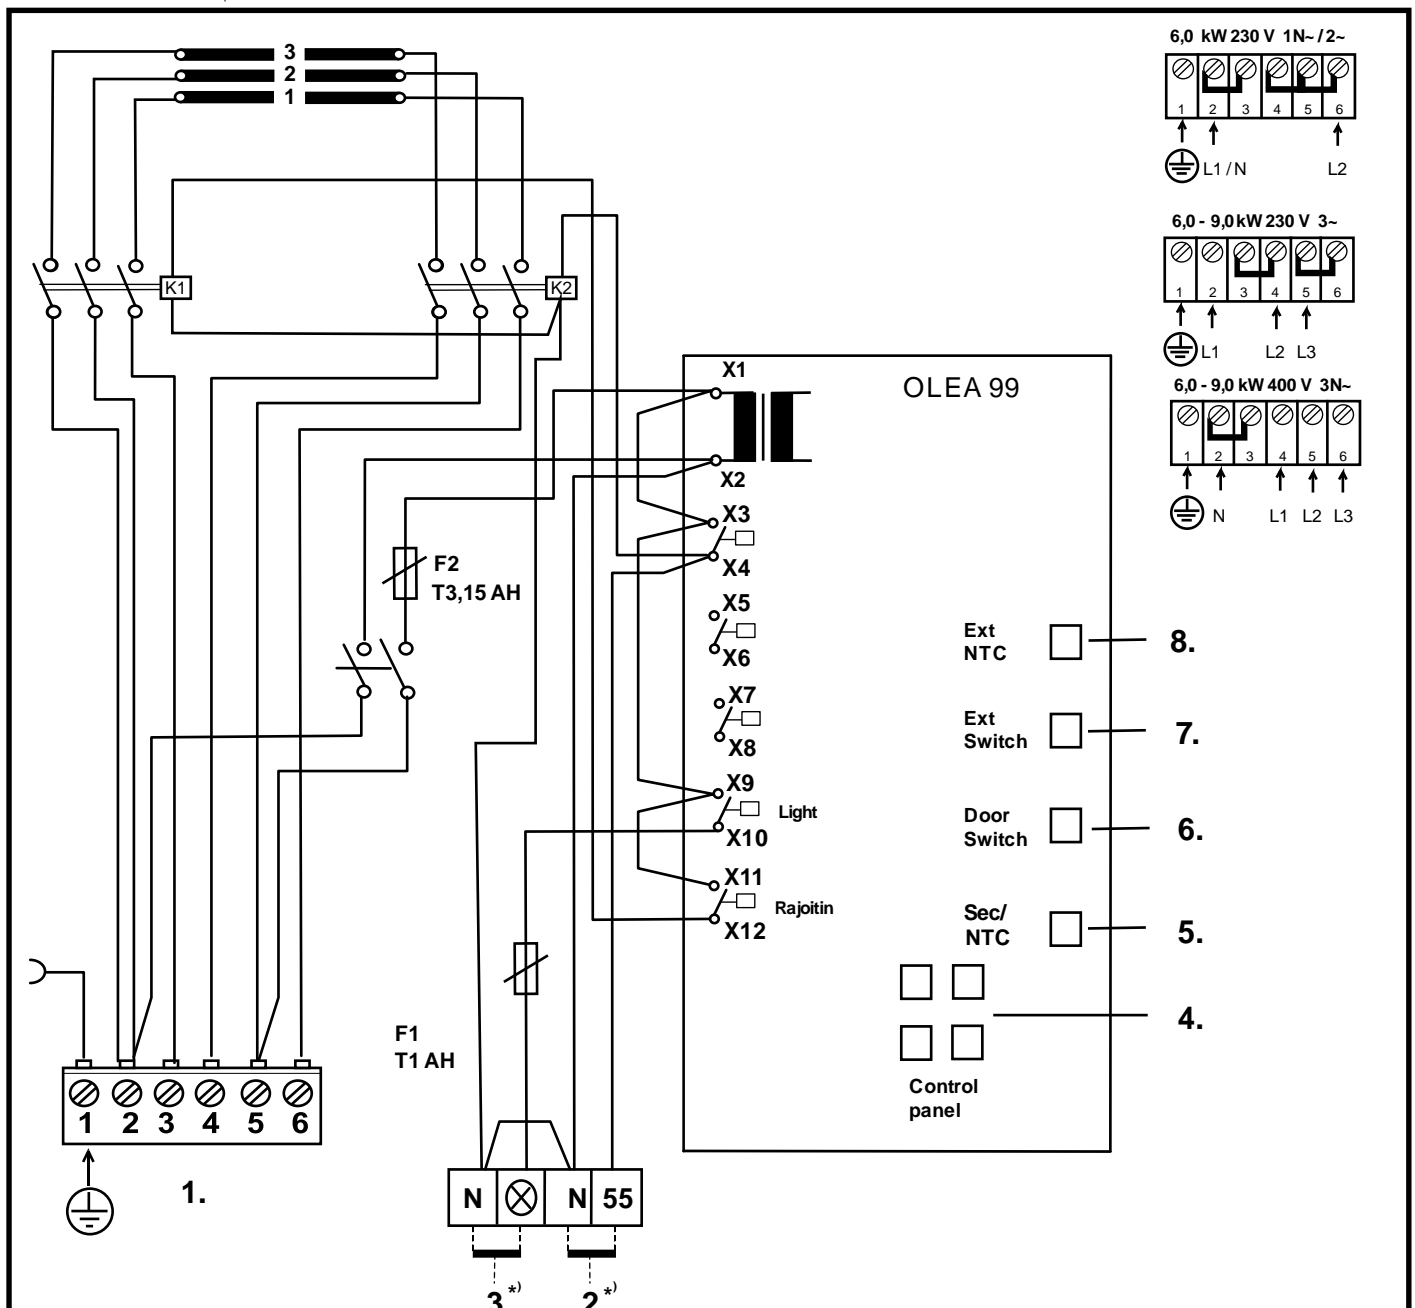 3
2
1
K1
K2
6,0 kW 230 V 1N~ / 2~
1 2 3 4 5 6
L1 / N L2
6,0 - 9,0 kW 230 V 3~
1 2 3 4 5 6
L1 L2 L3
6,0 - 9,0 kW 400 V 3N~
1 2 3 4 5 6
N L1 L2 L3
OLEA 99
X1
X2
X3
X4
X5
X6
X7
X8
X9
Light
X10
X11
Rajoitin
X12
F2
T3,15 AH
Ext
NTC
8.
Ext
Switch
7.
Door
Switch
6.
Sec/
NTC
5.
4.
Control
panel
F1
T1 AH
1 2 3 4 5 6
1.
N N 55
3 *) 2 *)